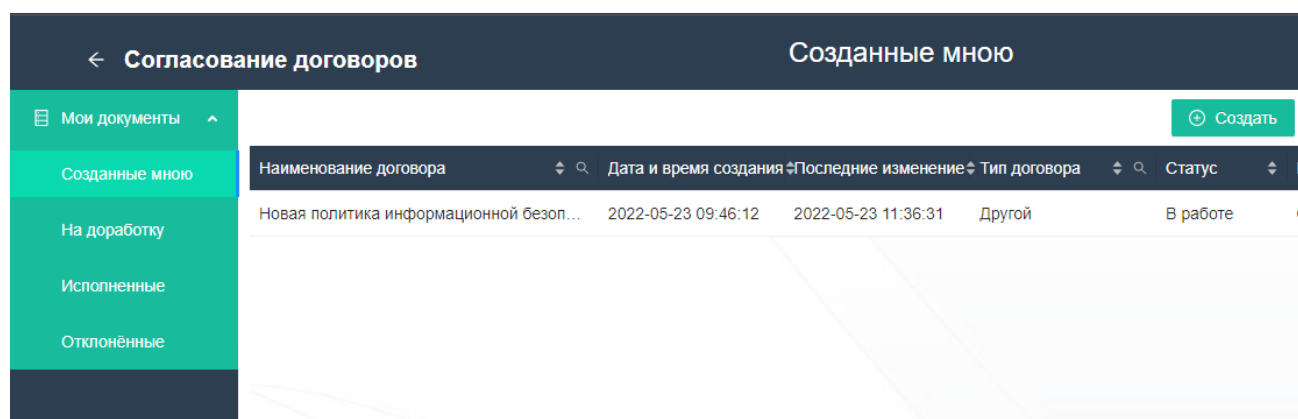 Согласование договоров
Созданные мною
Мои документы
Создать
Созданные мною
Наименование договора Дата и время создания Последние изменение Тип договора Статус
Новая политика информационной безоп... 2022-05-23 09:46:12 2022-05-23 11:36:31 Другой В работе
На доработку
Исполненные
Отклонённые